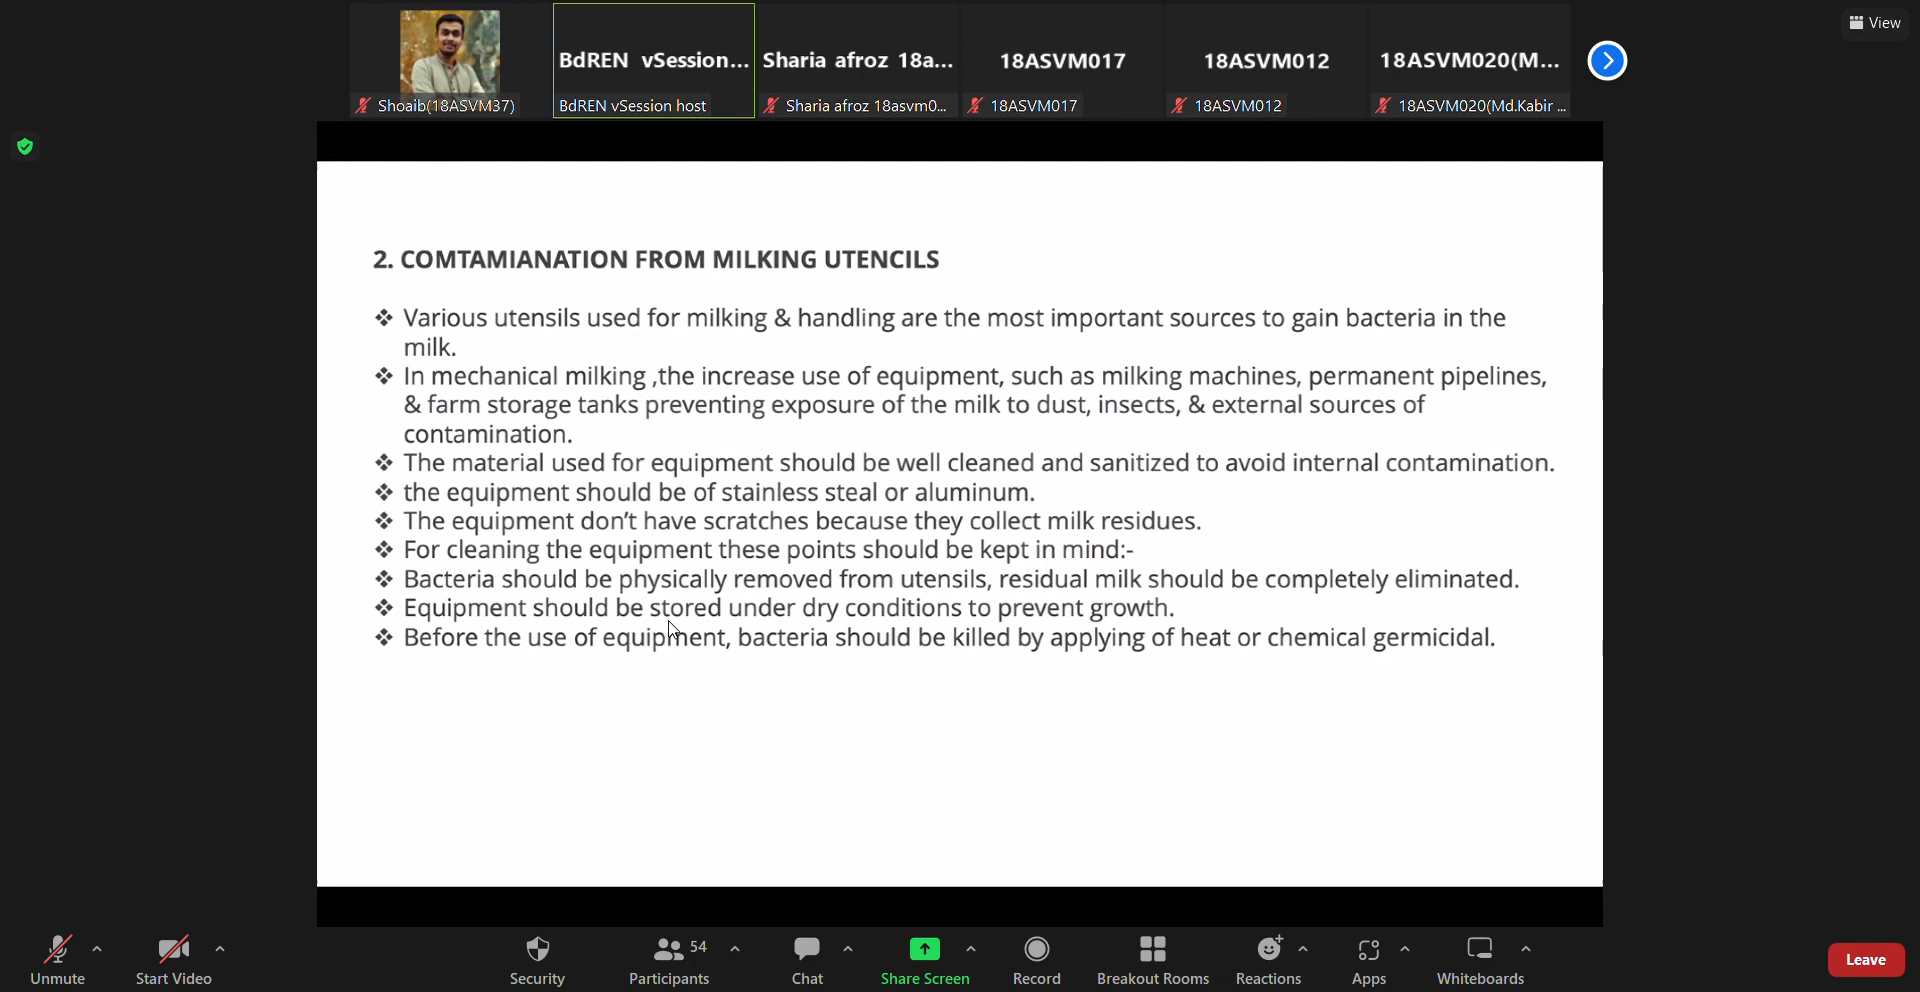 BdREN vSession...
Sharia afroz 18a...
18ASVM017
18ASVM012
18ASVM020(M...
View
Shoaib(18ASVM37)
BdREN vSession host
Sharia afroz 18asvm0...
18ASVM017
18ASVM012
18ASVM020(Md.Kabir ...
2. COMTAMIANATION FROM MILKING UTENCILS
❖ Various utensils used for milking & handling are the most important sources to gain bacteria in the
milk.
❖ In mechanical milking ,the increase use of equipment, such as milking machines, permanent pipelines,
& farm storage tanks preventing exposure of the milk to dust, insects, & external sources of
contamination.
❖ The material used for equipment should be well cleaned and sanitized to avoid internal contamination.
❖ the equipment should be of stainless steal or aluminum.
❖ The equipment don't have scratches because they collect milk residues.
❖ For cleaning the equipment these points should be kept in mind:-
❖ Bacteria should be physically removed from utensils, residual milk should be completely eliminated.
❖ Equipment should be stored under dry conditions to prevent growth.
❖ Before the use of equipment, bacteria should be killed by applying of heat or chemical germicidal.
54
Unmute
Start Video
Security
Participants
Chat
Share Screen
Record
Breakout Rooms
Reactions
Apps
Whiteboards
Leave